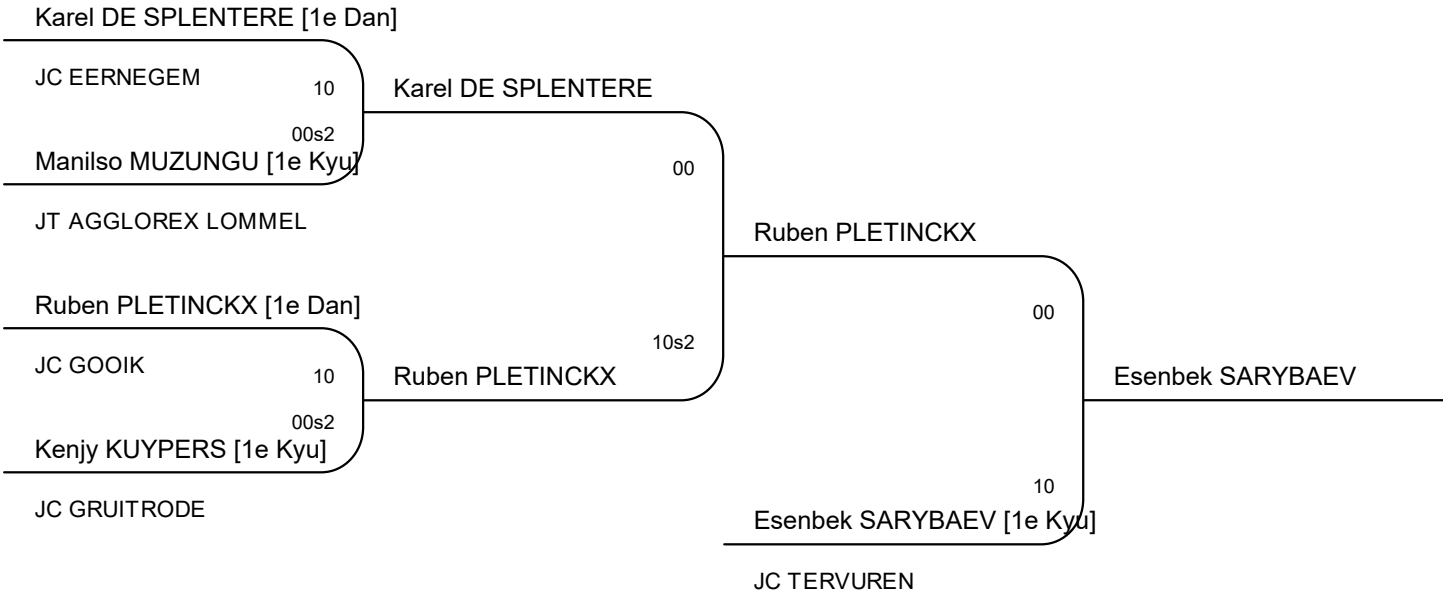 Karel DE SPLENTERE [1e Dan]
JC EERNEGEM
10
Karel DE SPLENTERE
00s2
Manilso MUZUNGU [1e Kyu]
00
JT AGGLOREX LOMMEL
Ruben PLETINCKX
Ruben PLETINCKX [1e Dan]
00
10s2
JC GOOIK
10
Ruben PLETINCKX
Esenbek SARYBAEV
00s2
Kenjy KUYPERS [1e Kyu]
10
JC GRUITRODE
Esenbek SARYBAEV [1e Kyu]
JC TERVUREN